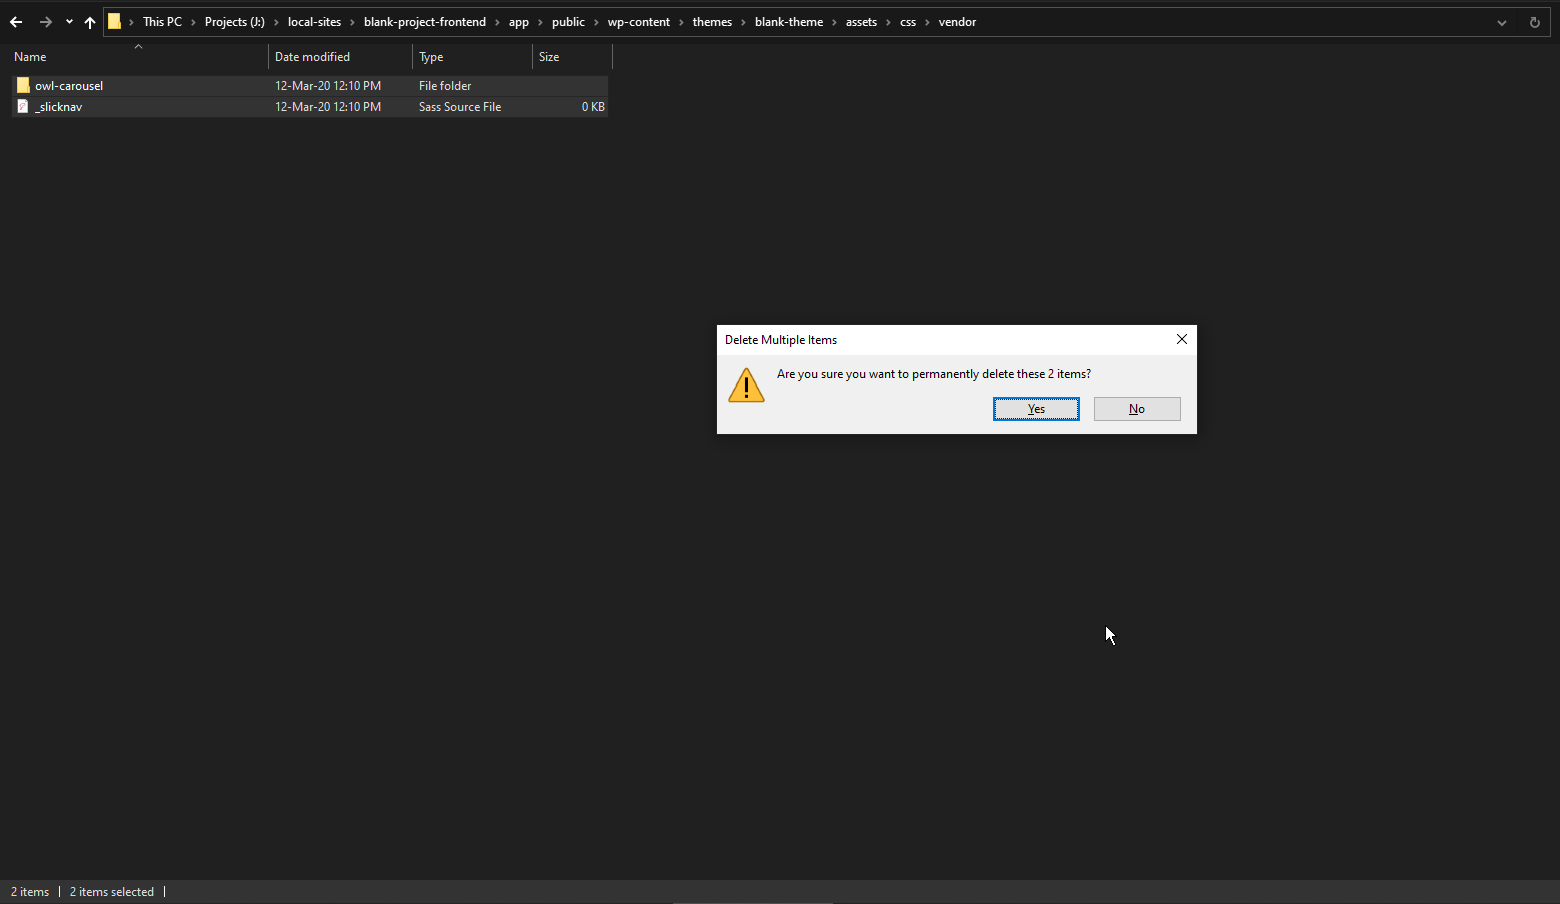 This PC > Projects (J:) > local-sites > blank-project-frontend > app > public > wp-content > themes > blank-theme > assets > css > vendor
Name Date modified Type Size
owl-carousel 12-Mar-20 12:10 PM File folder
_slicknav 12-Mar-20 12:10 PM Sass Source File 0 KB
Delete Multiple Items
Are you sure you want to permanently delete these 2 items?
Yes No
2 items 2 items selected